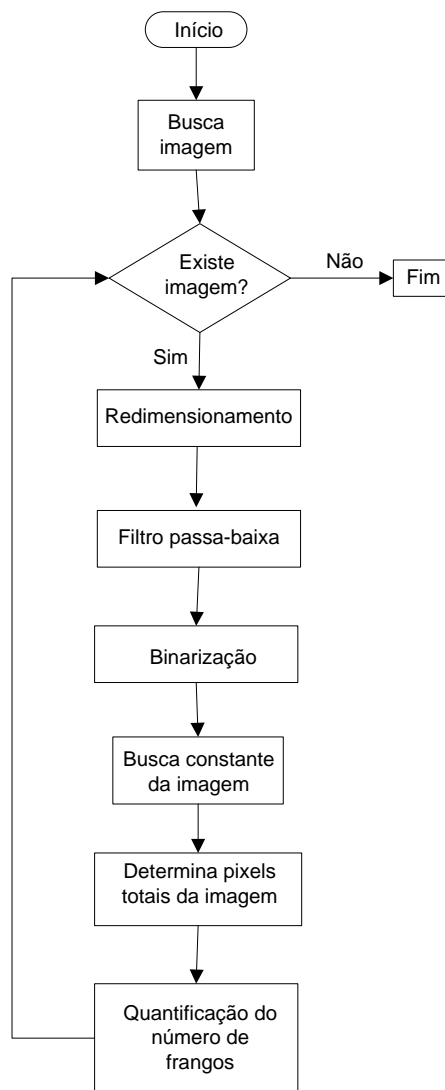 Início
Busca
imagem
Existe
imagem?
Não
Fim
Sim
Redimensionamento
Filtro passa-baixa
Binarização
Busca constante
da imagem
Determina pixels
totais da imagem
Quantificação do
número de
frangos